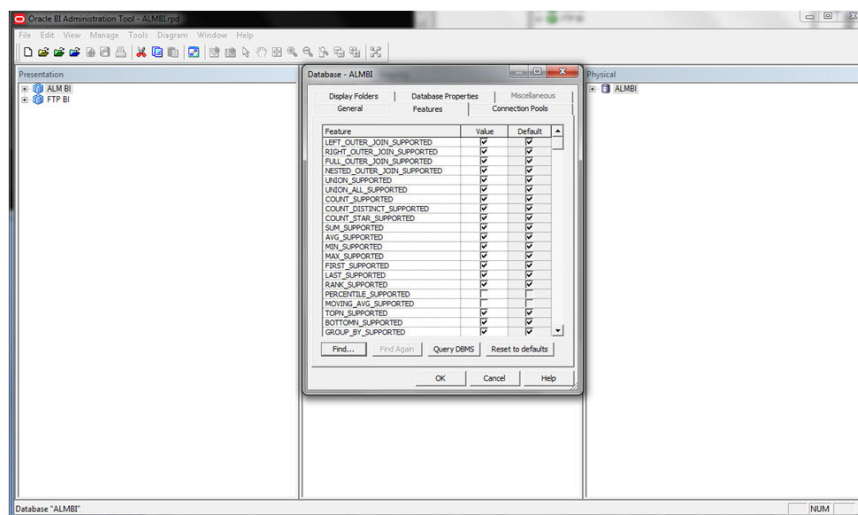 Oracle BI Administration Tool - ALMBI.rpd
File Edit View Manage Tools Diagram Window Help
Presentation
ALM BI
FTP BI
Database - ALMBI
Display Folders Database Properties Miscellaneous
General Features Connection Pools
Feature Value Default
LEFT_OUTER_JOIN_SUPPORTED
RIGHT_OUTER_JOIN_SUPPORTED
FULL_OUTER_JOIN_SUPPORTED
NESTED_OUTER_JOIN_SUPPORTED
UNION_SUPPORTED
UNION_ALL_SUPPORTED
COUNT_SUPPORTED
COUNT_DISTINCT_SUPPORTED
COUNT_STAR_SUPPORTED
SUM_SUPPORTED
AVG_SUPPORTED
MIN_SUPPORTED
MAX_SUPPORTED
FIRST_SUPPORTED
LAST_SUPPORTED
RANK_SUPPORTED
PERCENTILE_SUPPORTED
MOVING_AVG_SUPPORTED
TOPN_SUPPORTED
BOTTOMN_SUPPORTED
GROUP_BY_SUPPORTED
Find... Find Again Query DBMS Reset to defaults
OK Cancel Help
Physical
ALMBI
Database "ALMBI"
NUM